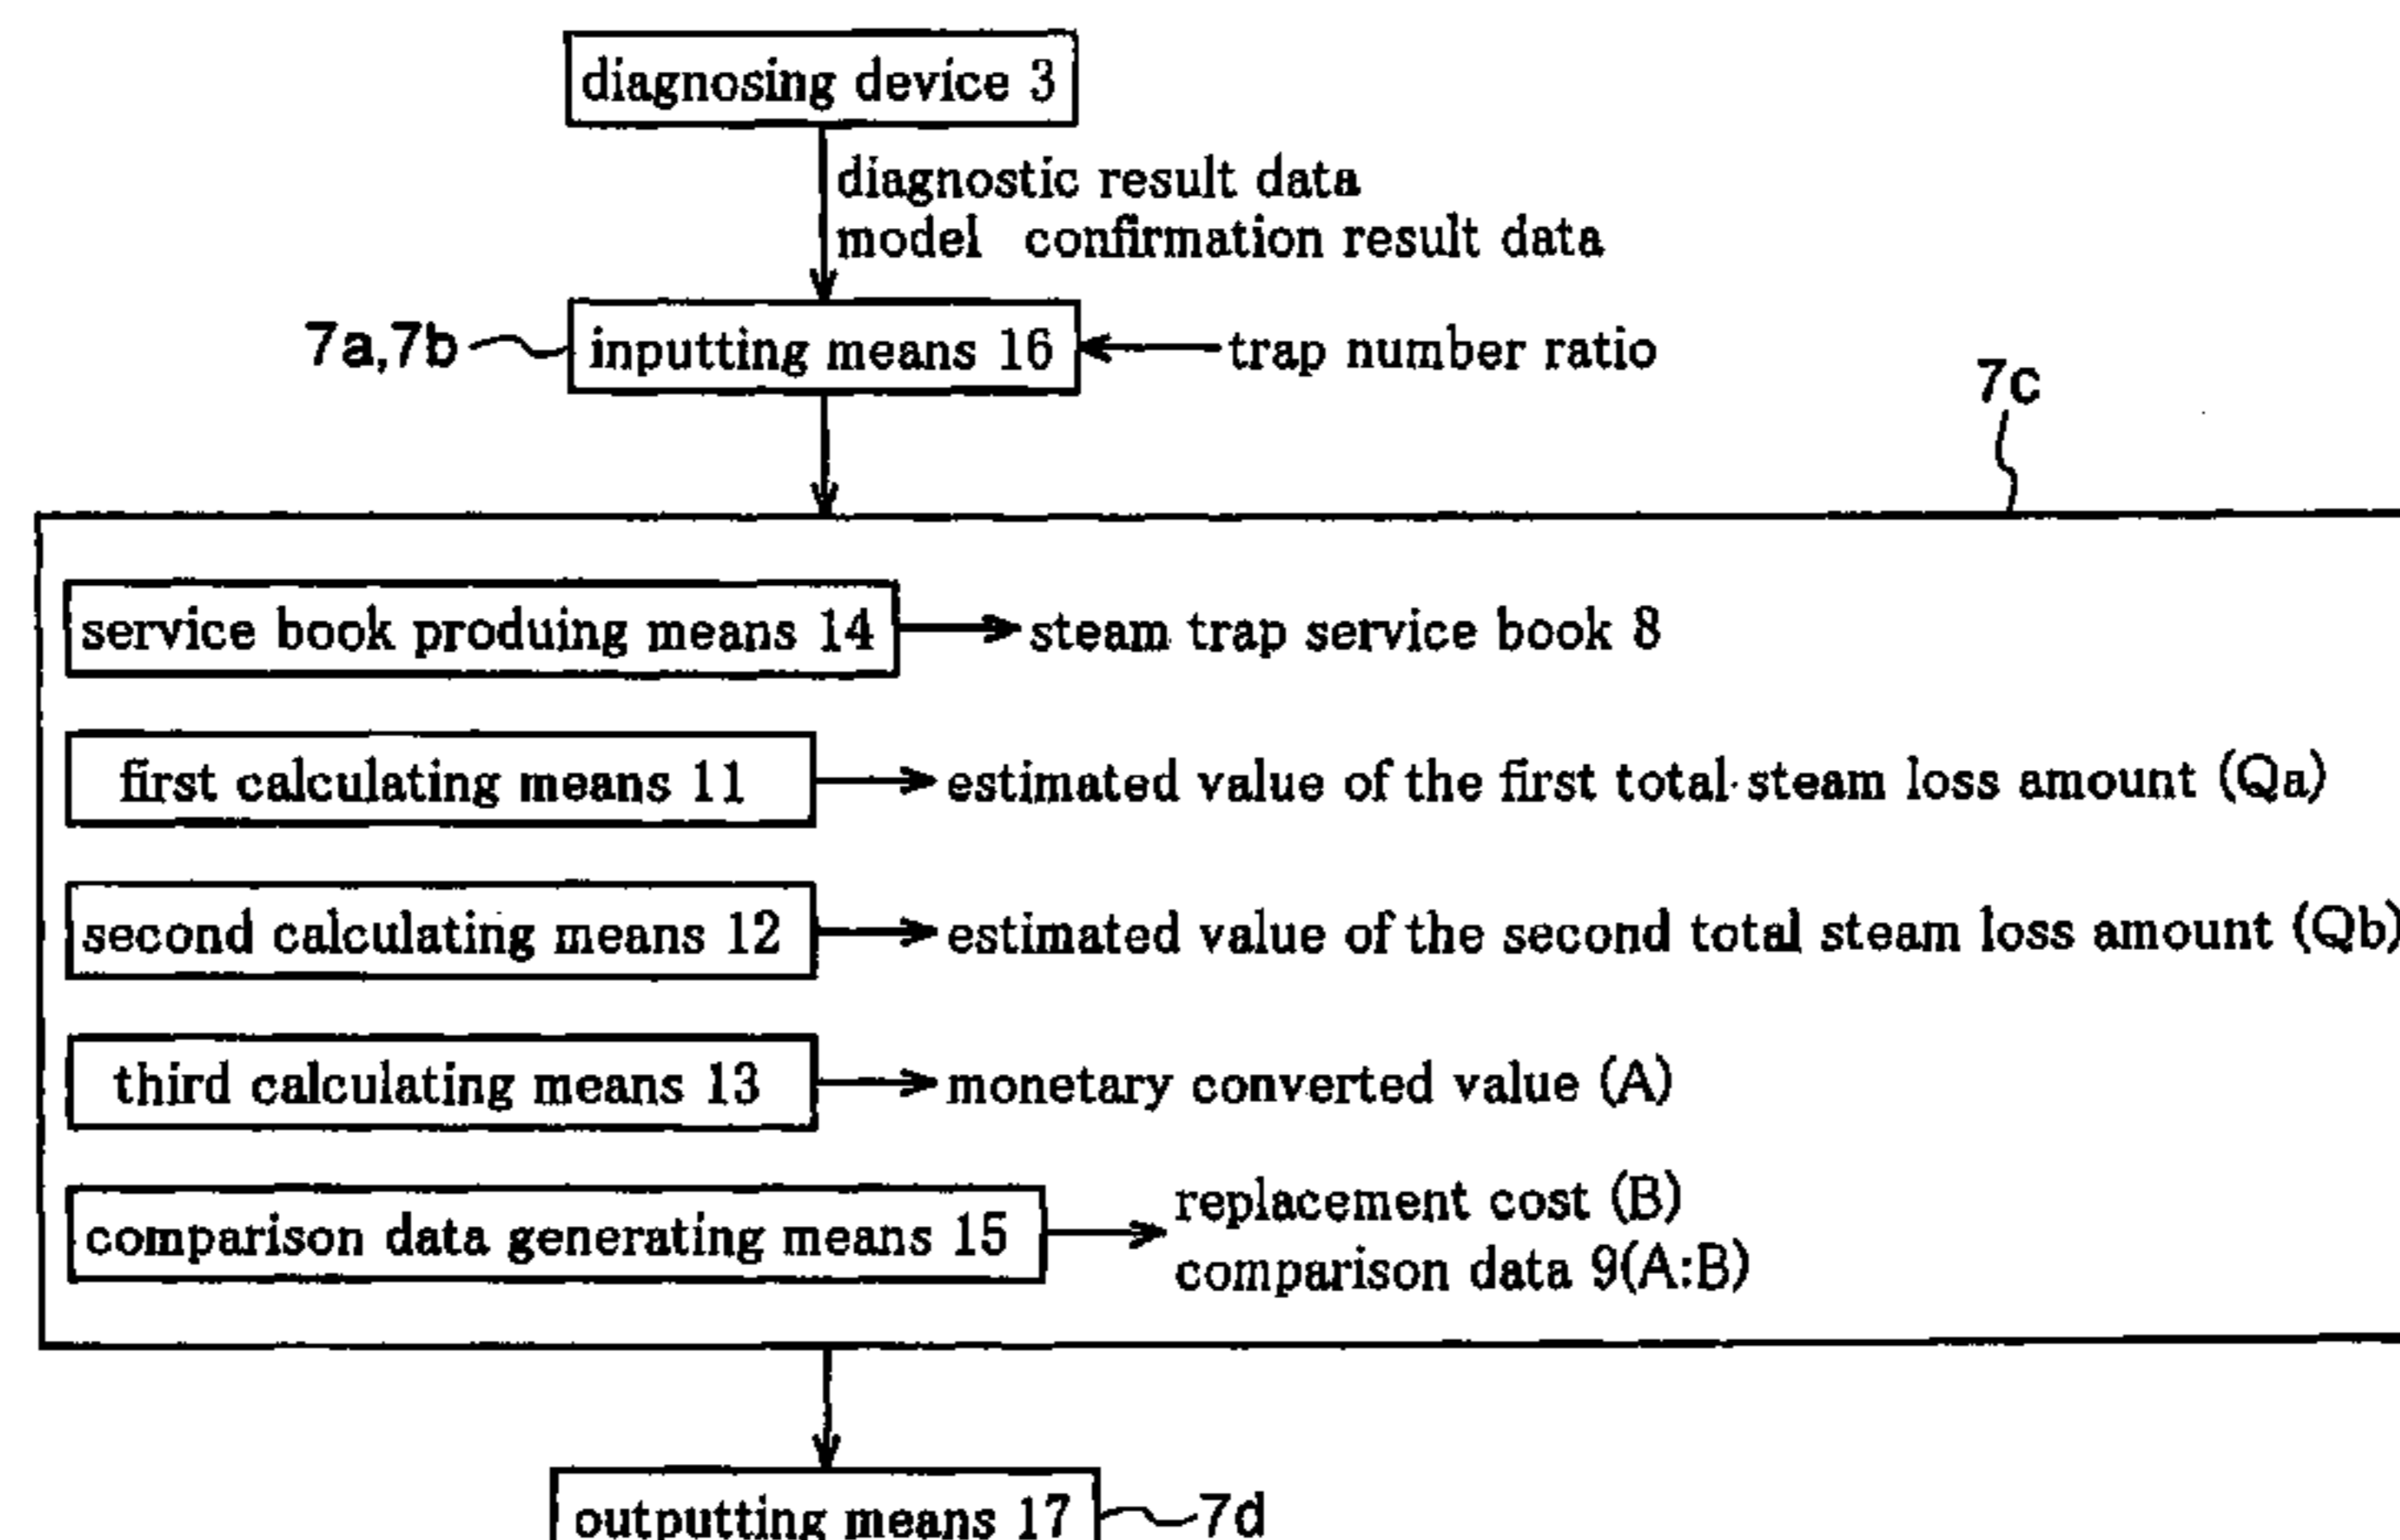 diagnosing device 3
diagnostic result data
model confirmation result data
7a,7b
inputting means 16
trap number ratio
7c
service book produing means 14
steam trap service book 8
first calculating means 11
estimated value of the first total steam loss amount (Qa)
second calculating means 12
estimated value of the second total steam loss amount (Qb)
third calculating means 13
monetary converted value (A)
comparison data generating means 15
replacement cost (B)
comparison data 9(A:B)
outputting means 17
7d